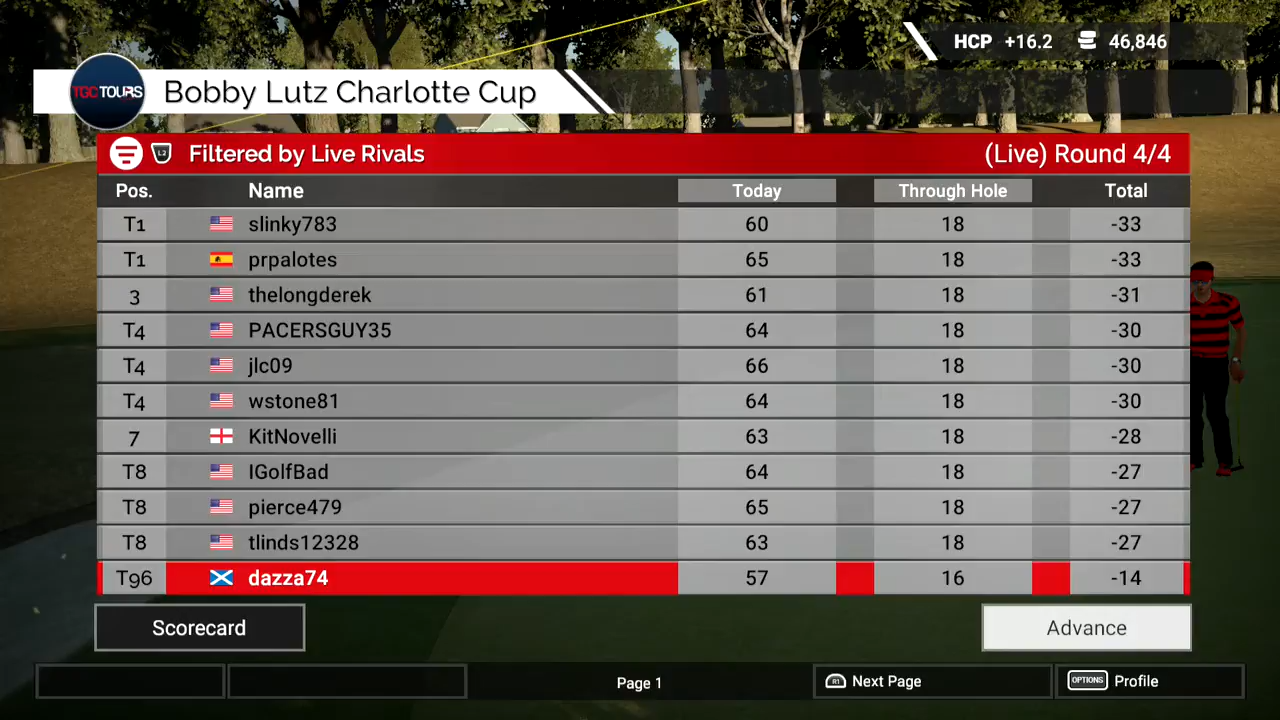 HCP +16.2 46,846
TGCTOURS Bobby Lutz Charlotte Cup
L2 Filtered by Live Rivals (Live) Round 4/4
Pos. Name Today Through Hole Total
T1 slinky783 60 18 -33
T1 prpalotes 65 18 -33
3 thelongderek 61 18 -31
T4 PACERSGUY35 64 18 -30
T4 jlc09 66 18 -30
T4 wstone81 64 18 -30
7 KitNovelli 63 18 -28
T8 IGolfBad 64 18 -27
T8 pierce479 65 18 -27
T8 tlinds12328 63 18 -27
T96 dazza74 57 16 -14
Scorecard Advance
Page 1 R1 Next Page OPTIONS Profile